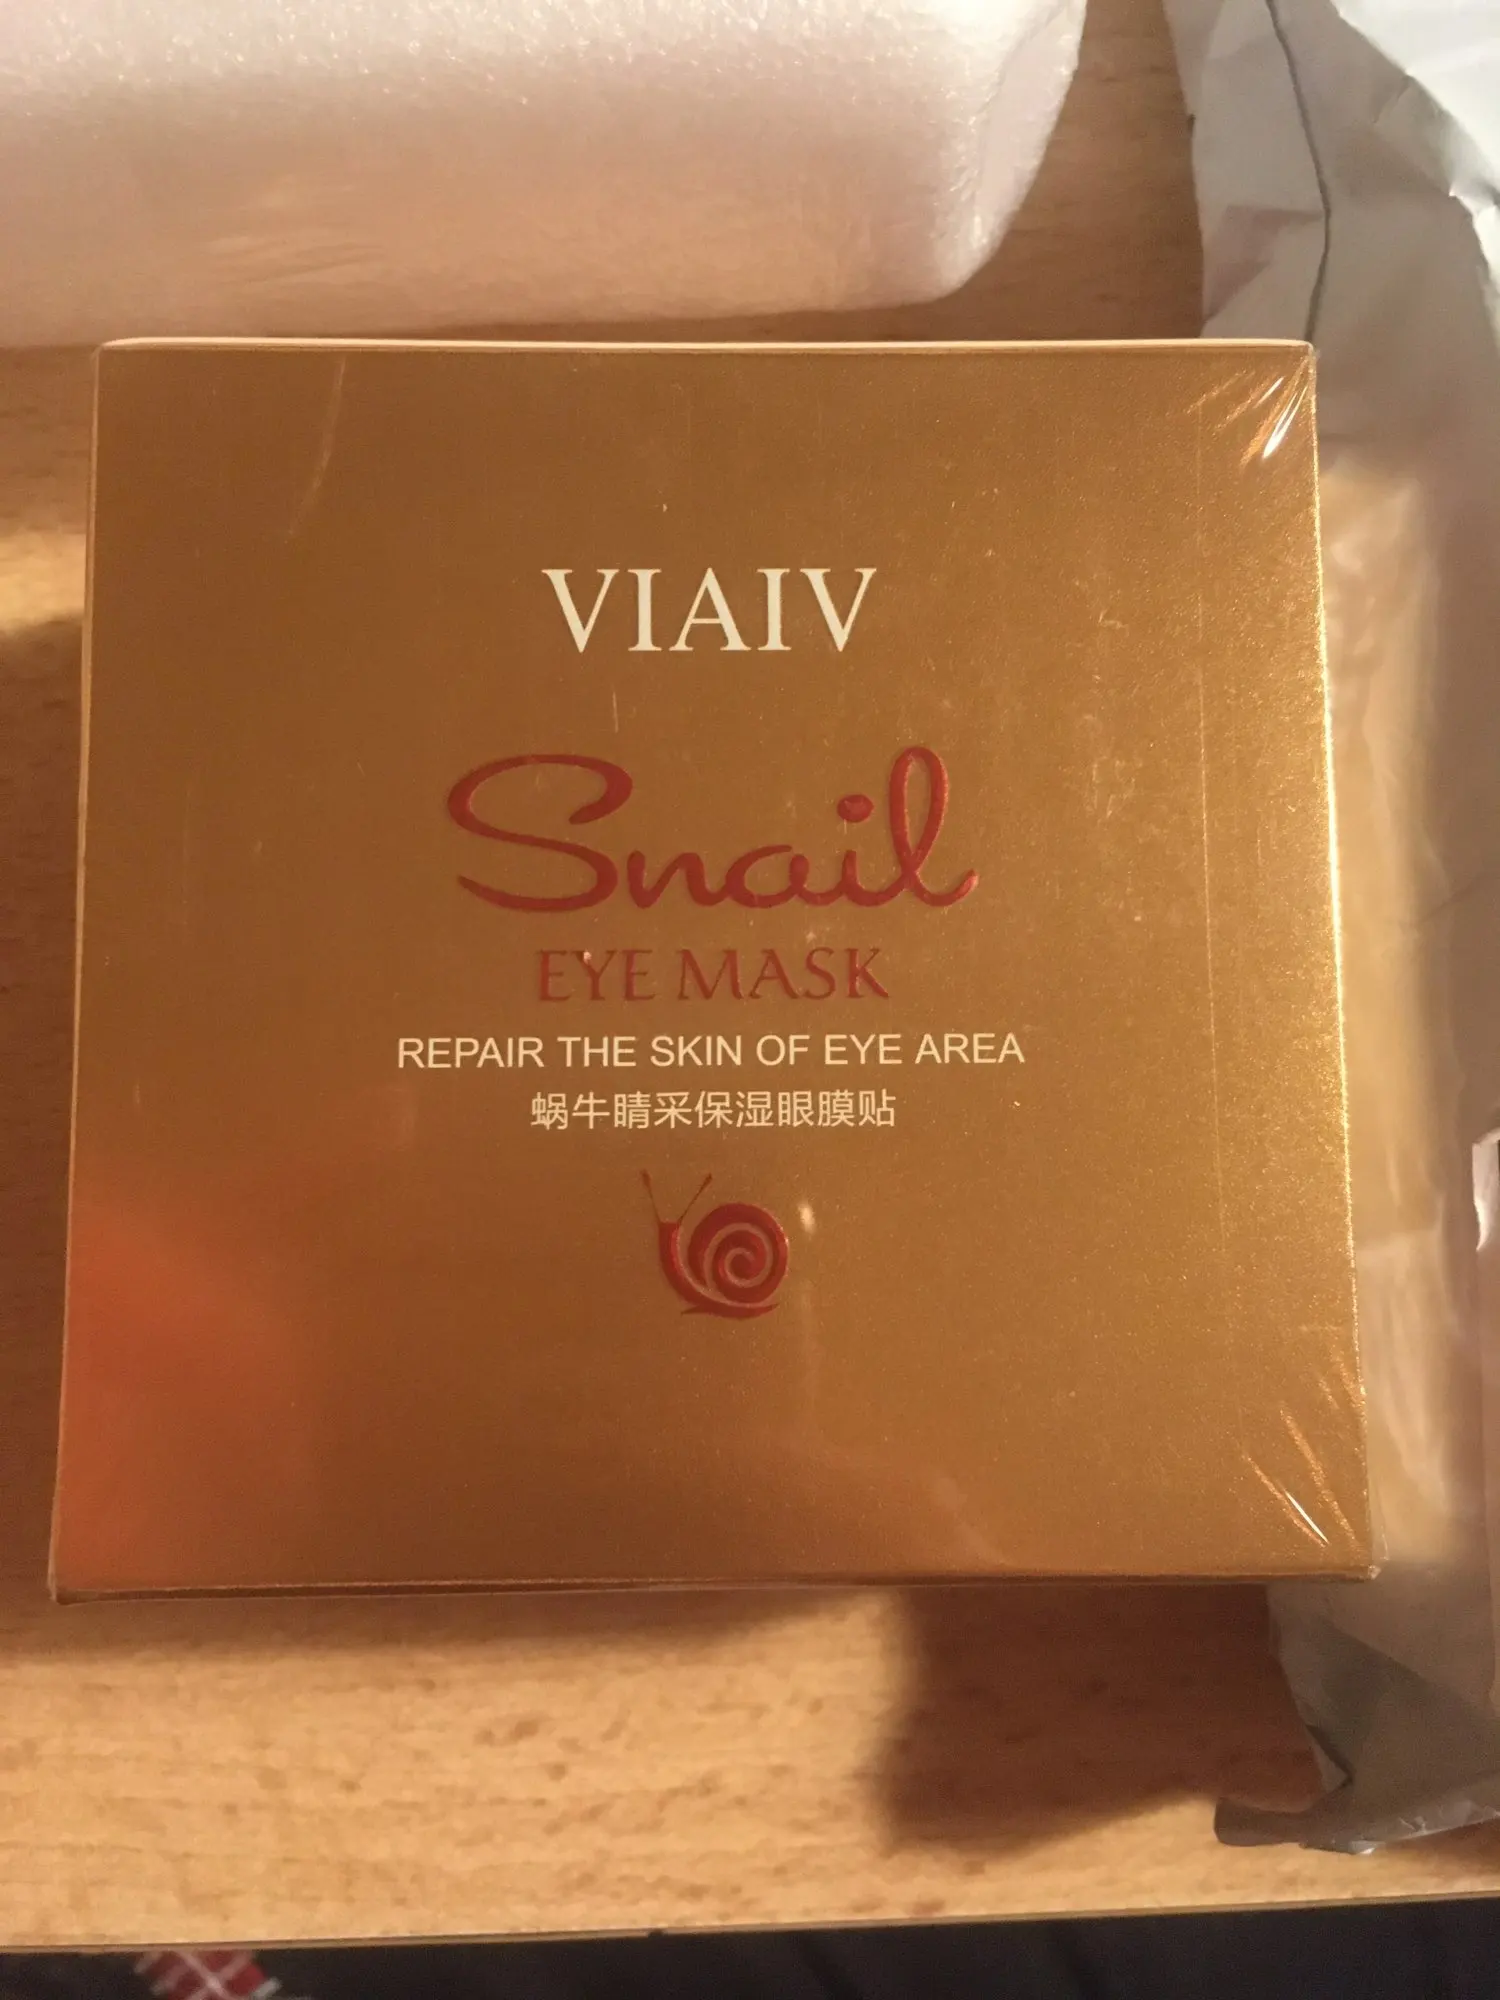 VIAIV
Snail
EYE MASK
REPAIR THE SKIN OF EYE AREA
蜗牛睛采保湿眼膜贴